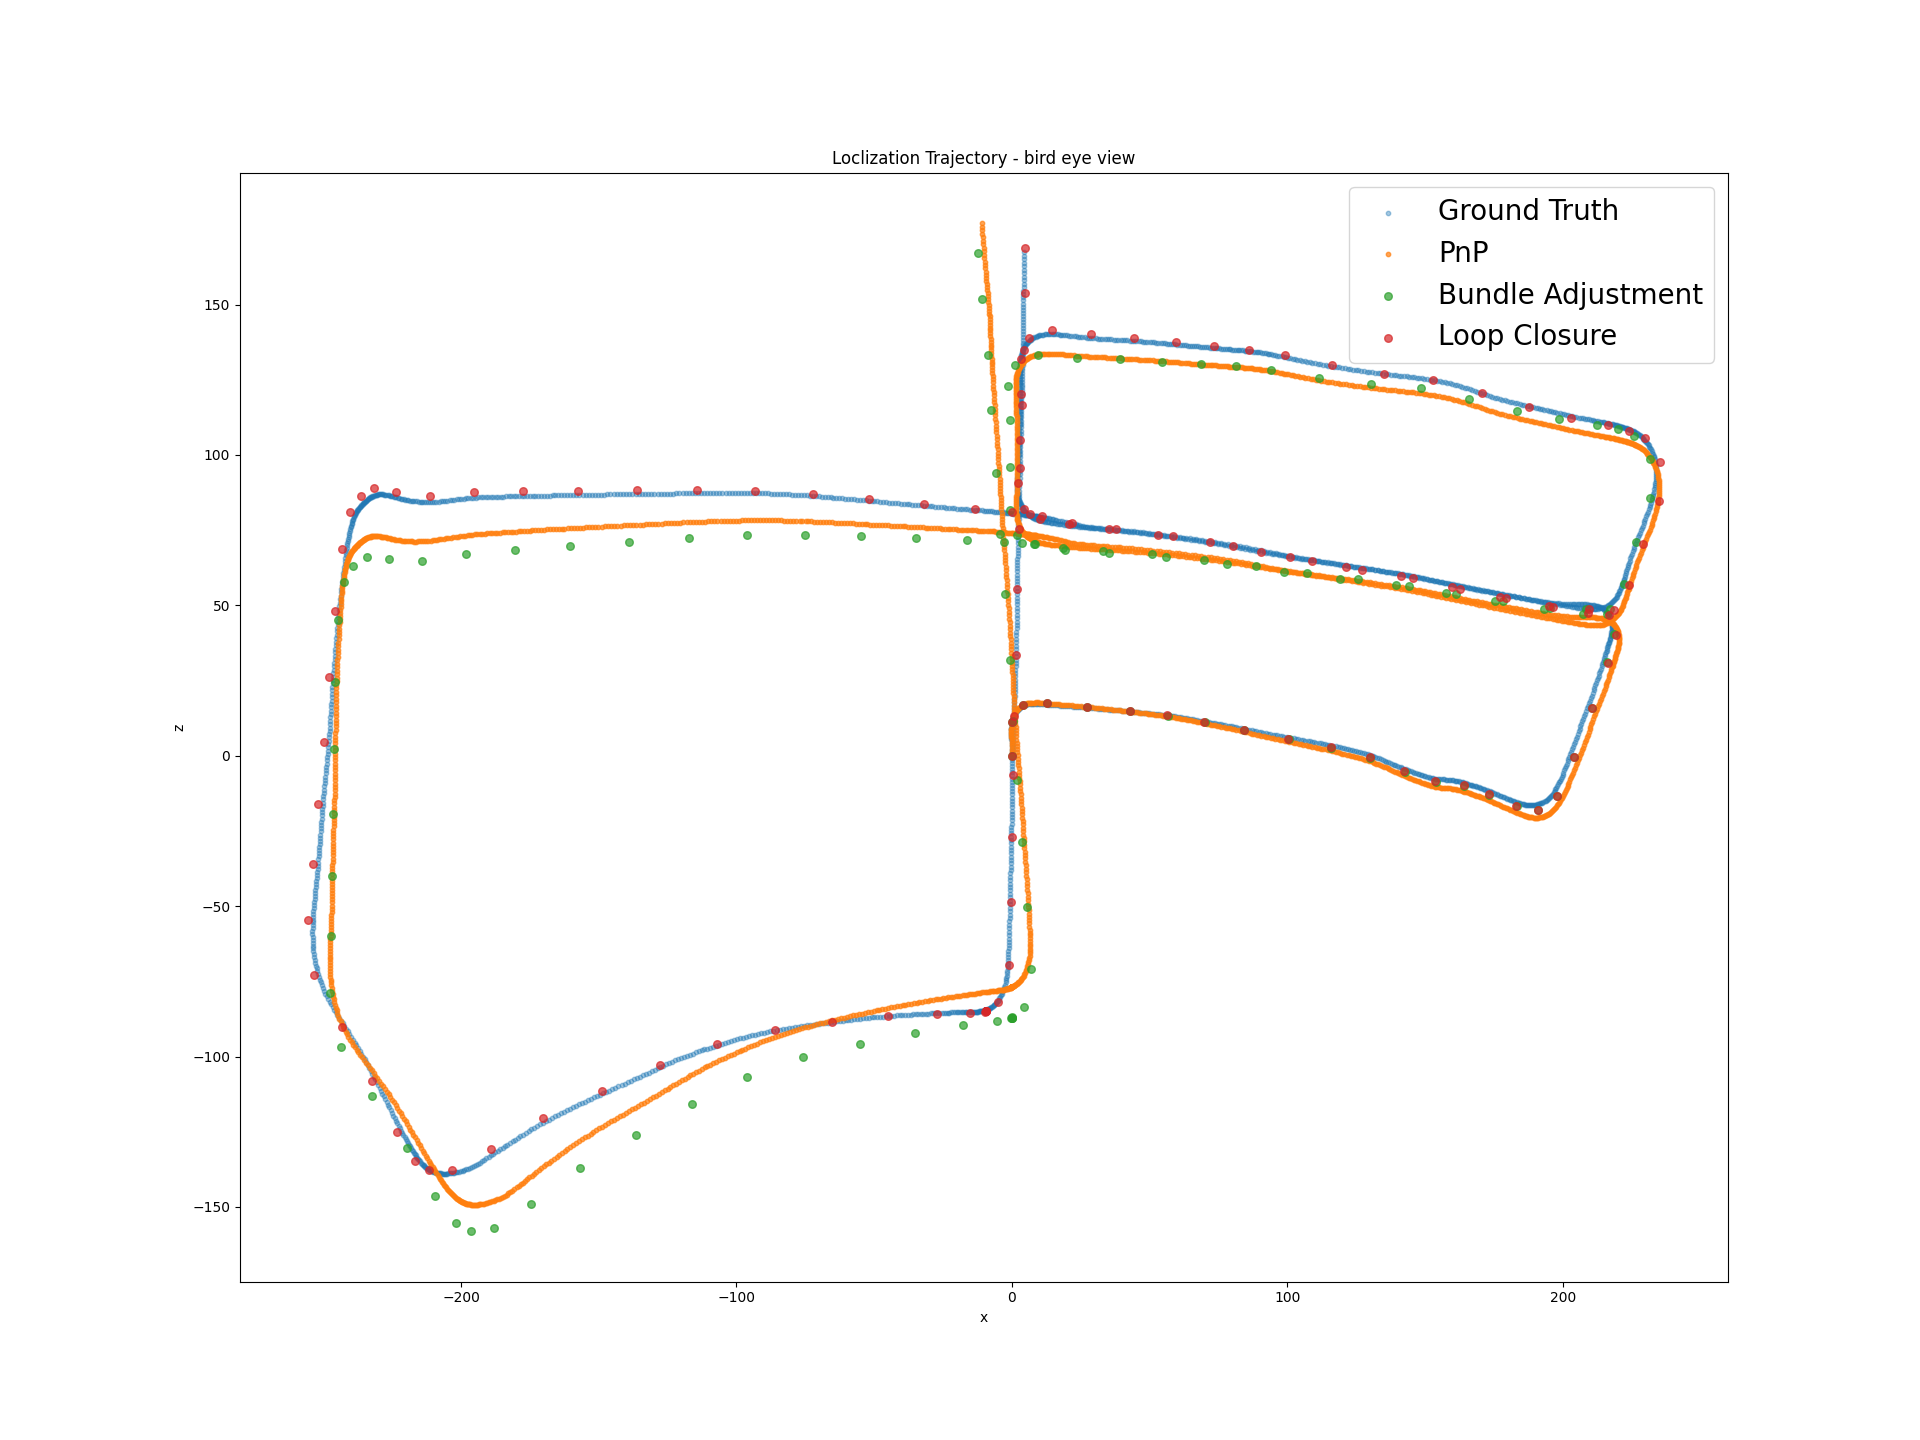 Loclization Trajectory - bird eye view
Ground Truth
PnP
Bundle Adjustment
Loop Closure
150
100
50
0
−50
−100
−150
z
−200
−100
0
100
200
x